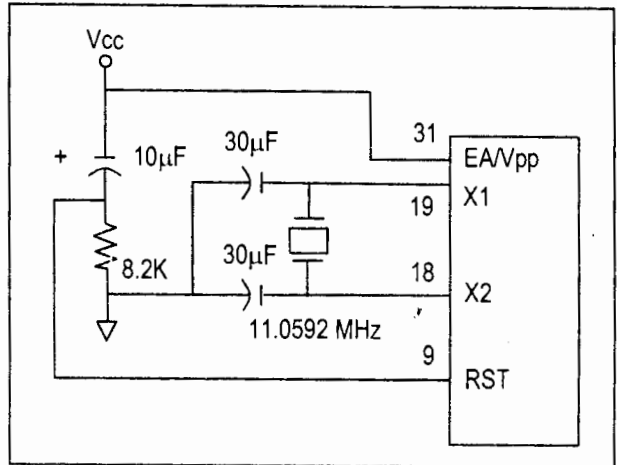 Vcc
+ 10µF
30µF
31
EA/Vpp
19
X1
8.2K
30µF
18
X2
11.0592 MHz
9
RST